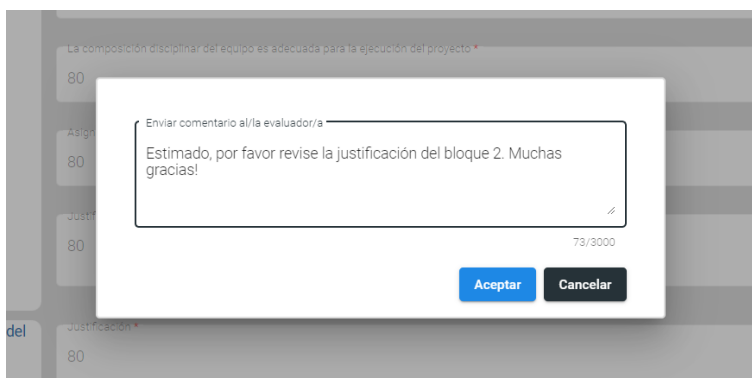 La composición disciplinar del equipo es adecuada para la ejecución del proyecto *
80
Enviar comentario al/la evaluador/a
Estimado, por favor revise la justificación del bloque 2. Muchas
gracias!
Asign
80
Justif
80
73/3000
Aceptar
Cancelar
del
Justificación *
80